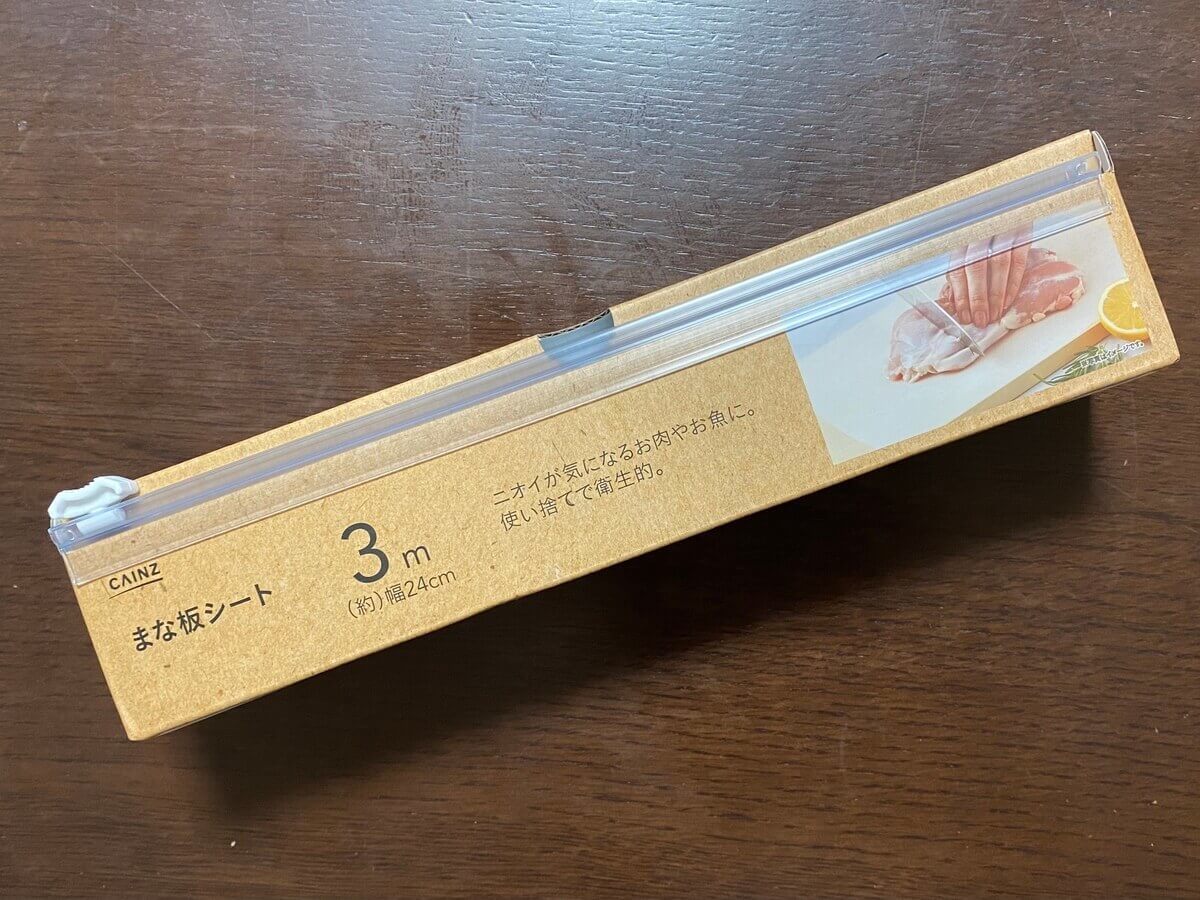 CAINZ
まな板シート
3m
(約)幅24cm
ニオイが気になるお肉やお魚に。
使い捨てで衛生的。